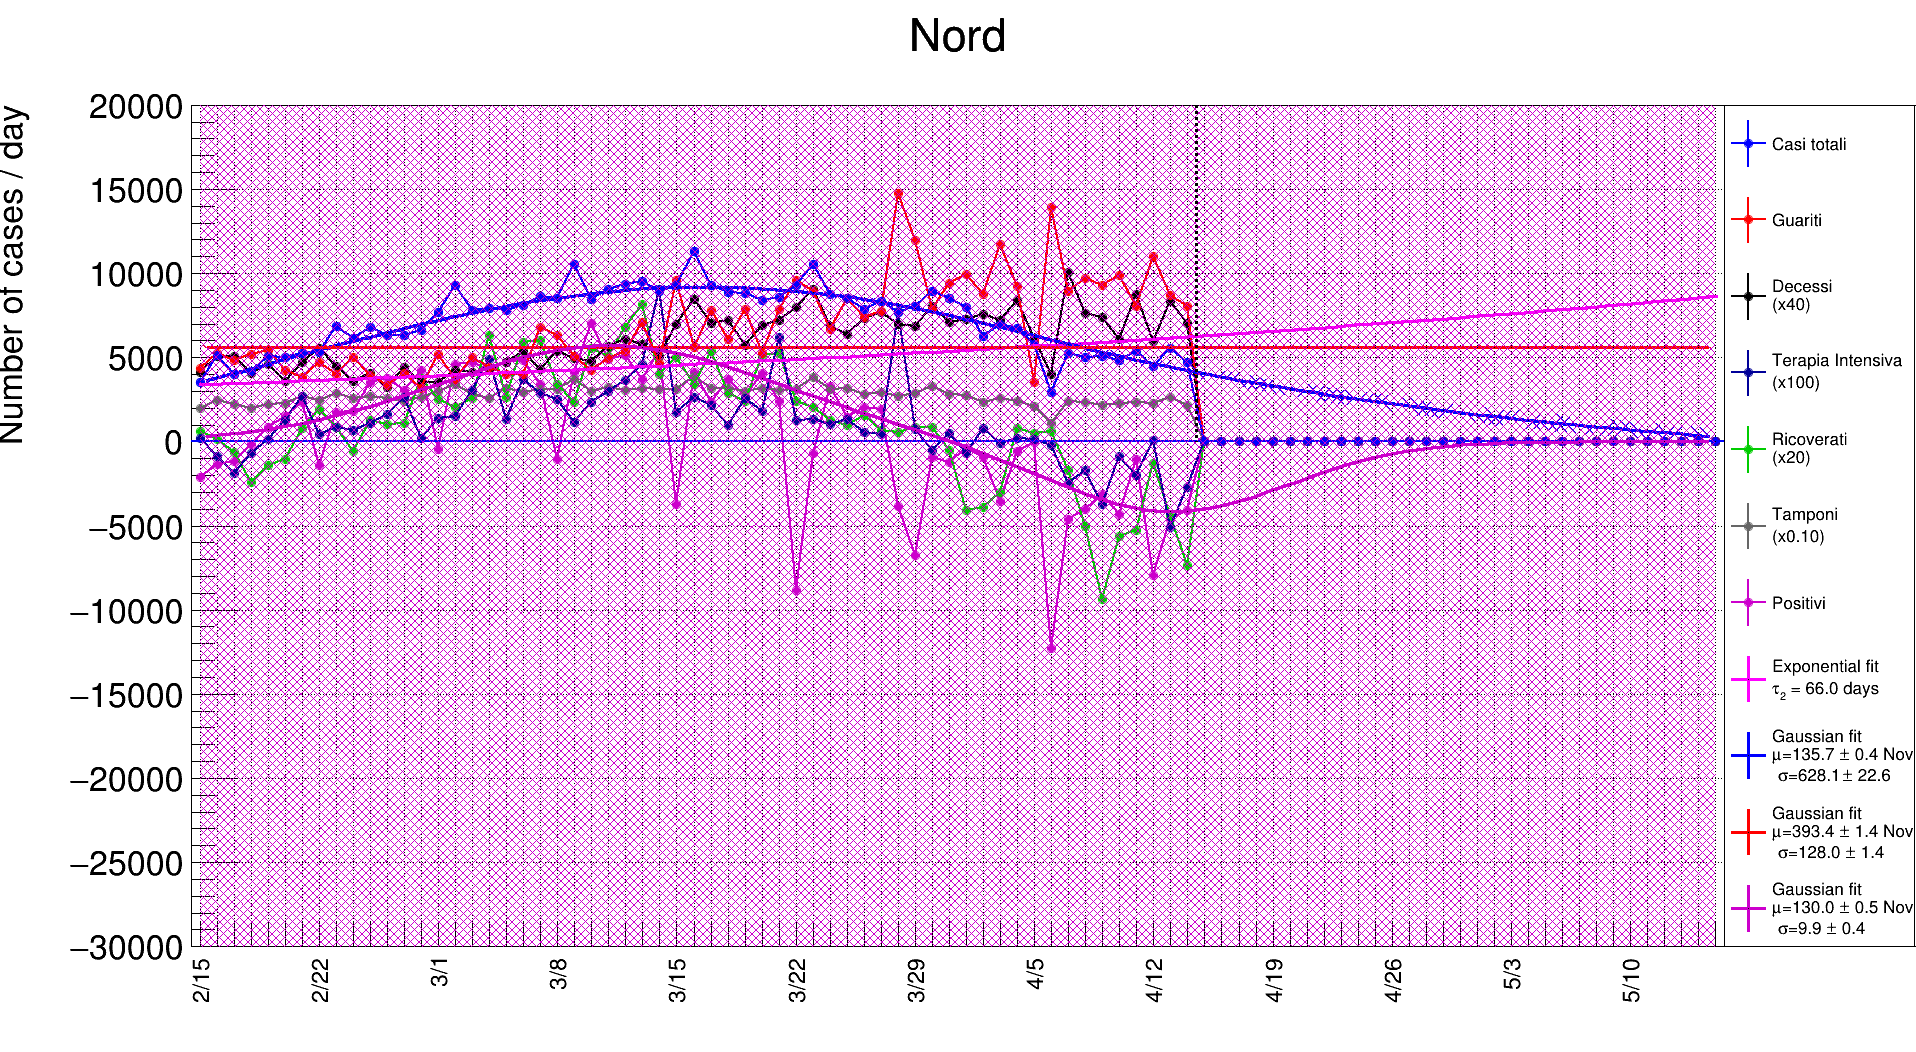 Nord
Number of cases / day
20000
15000
10000
5000
0
−5000
−10000
−15000
−20000
−25000
−30000
2/15
2/22
3/1
3/8
3/15
3/22
3/29
4/5
4/12
4/19
4/26
5/3
5/10
Casi totali
Guariti
Decessi
(x40)
Terapia Intensiva
(x100)
Ricoverati
(x20)
Tamponi
(x0.10)
Positivi
Exponential fit
τ2 = 66.0 days
Gaussian fit
μ=135.7 ± 0.4 Nov
σ=628.1± 22.6
Gaussian fit
μ=393.4 ± 1.4 Nov
σ=128.0 ± 1.4
Gaussian fit
μ=130.0 ± 0.5 Nov
σ=9.9 ± 0.4